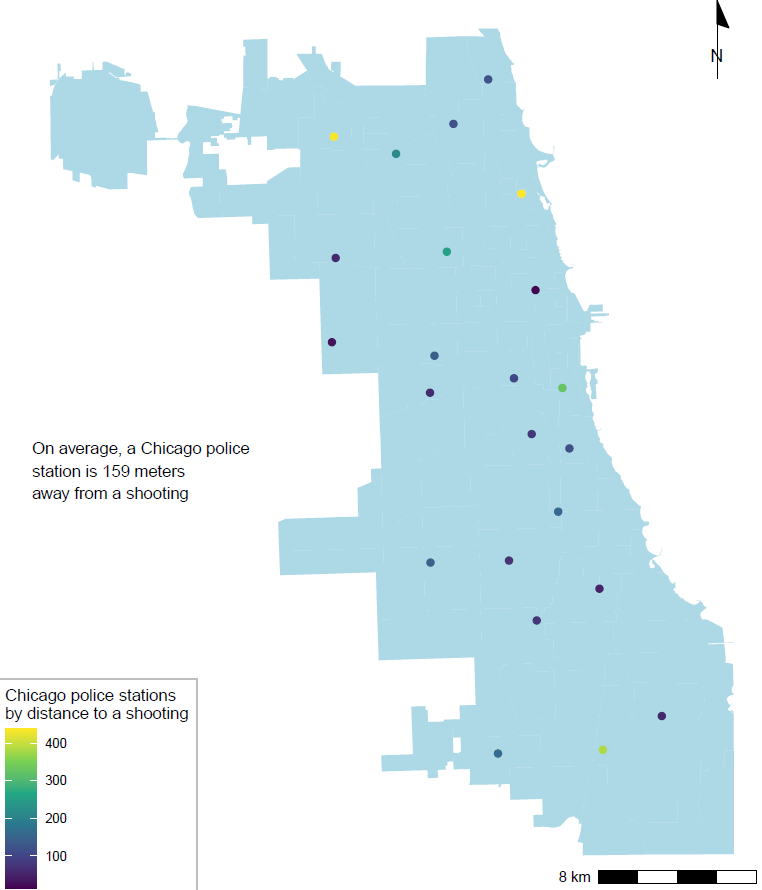 N
On average, a Chicago police
station is 159 meters
away from a shooting
Chicago police stations
by distance to a shooting
400
300
200
100
8 km